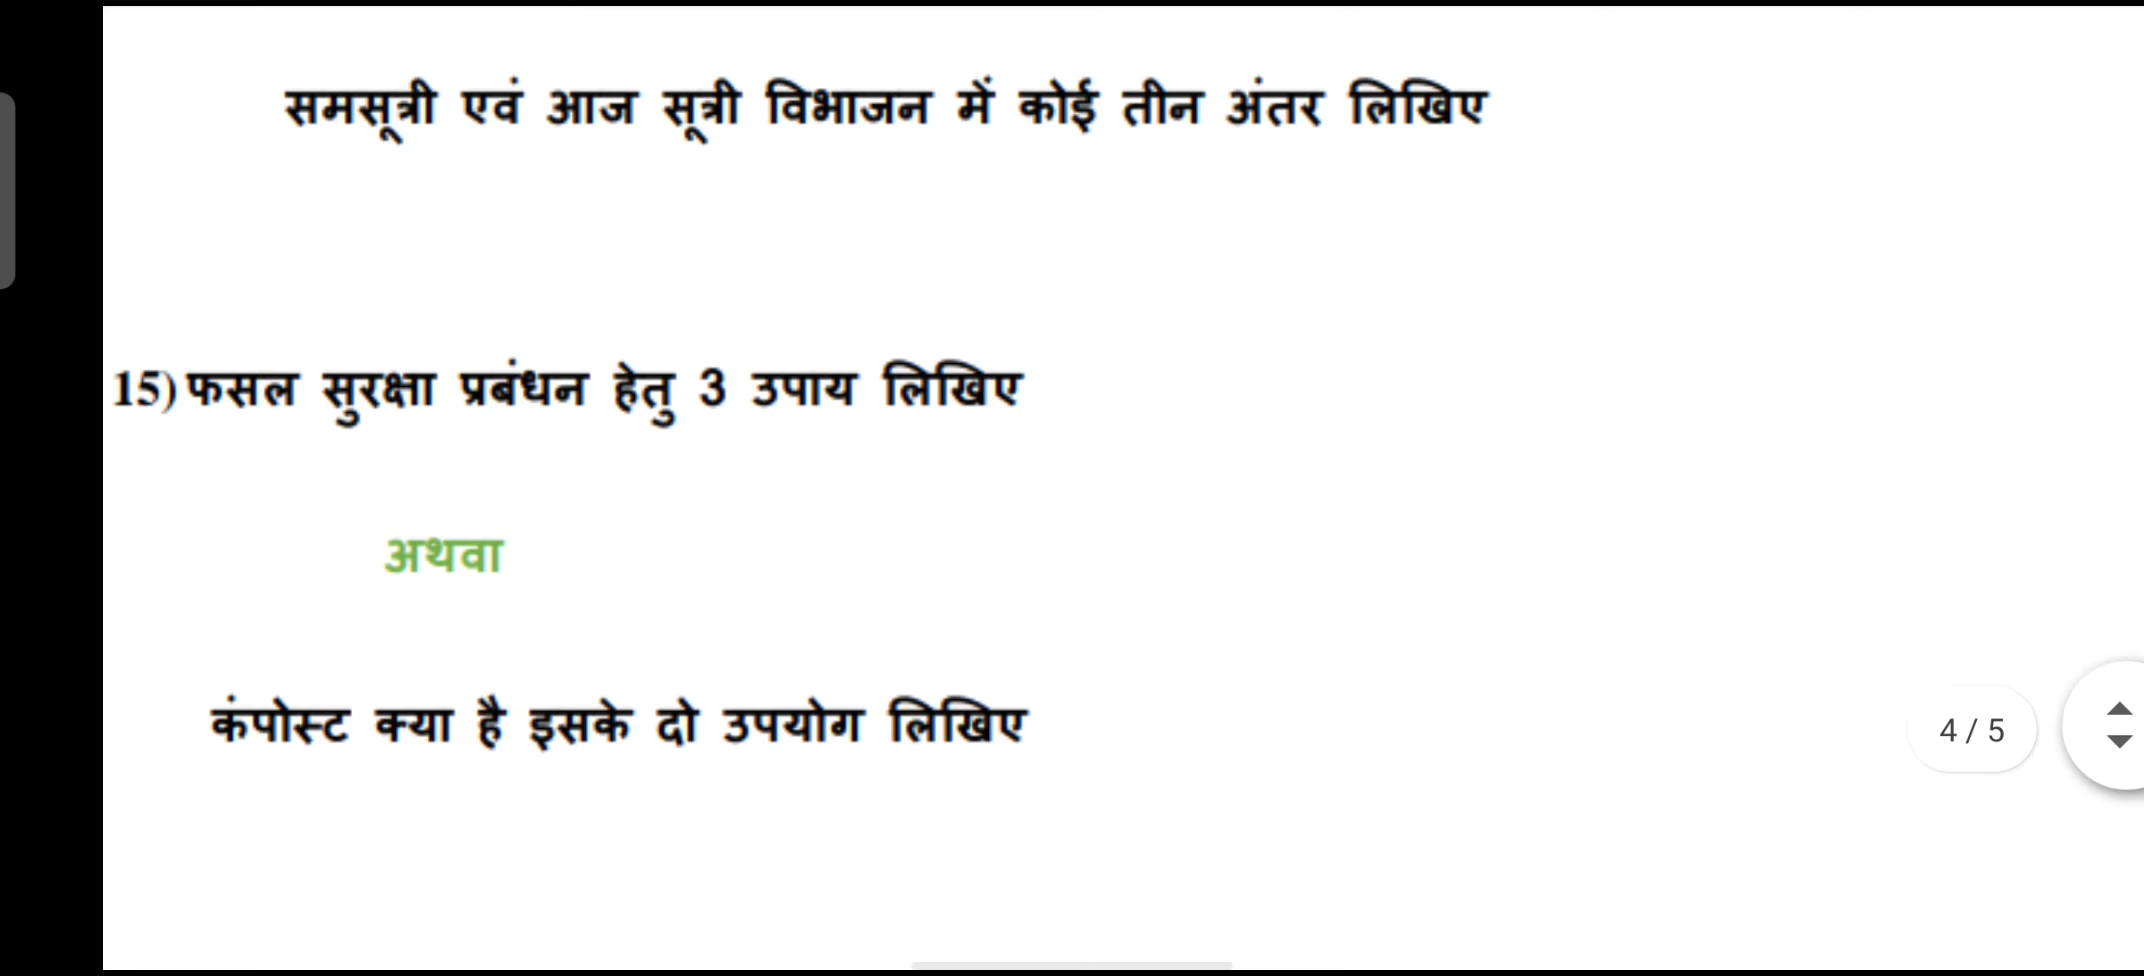 समसूत्री एवं आज सूत्री विभाजन में कोई तीन अंतर लिखिए
15) फसल सुरक्षा प्रबंधन हेतु 3 उपाय लिखिए
अथवा
कंपोस्ट क्या है इसके दो उपयोग लिखिए
4 / 5